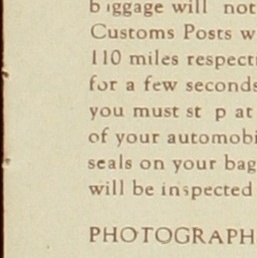 b ggage will not
Customs Posts w
110 miles respect
for a few seconds
you must st p at
of your automobi
seals on your bag
will be inspected
PHOTOGRAPH